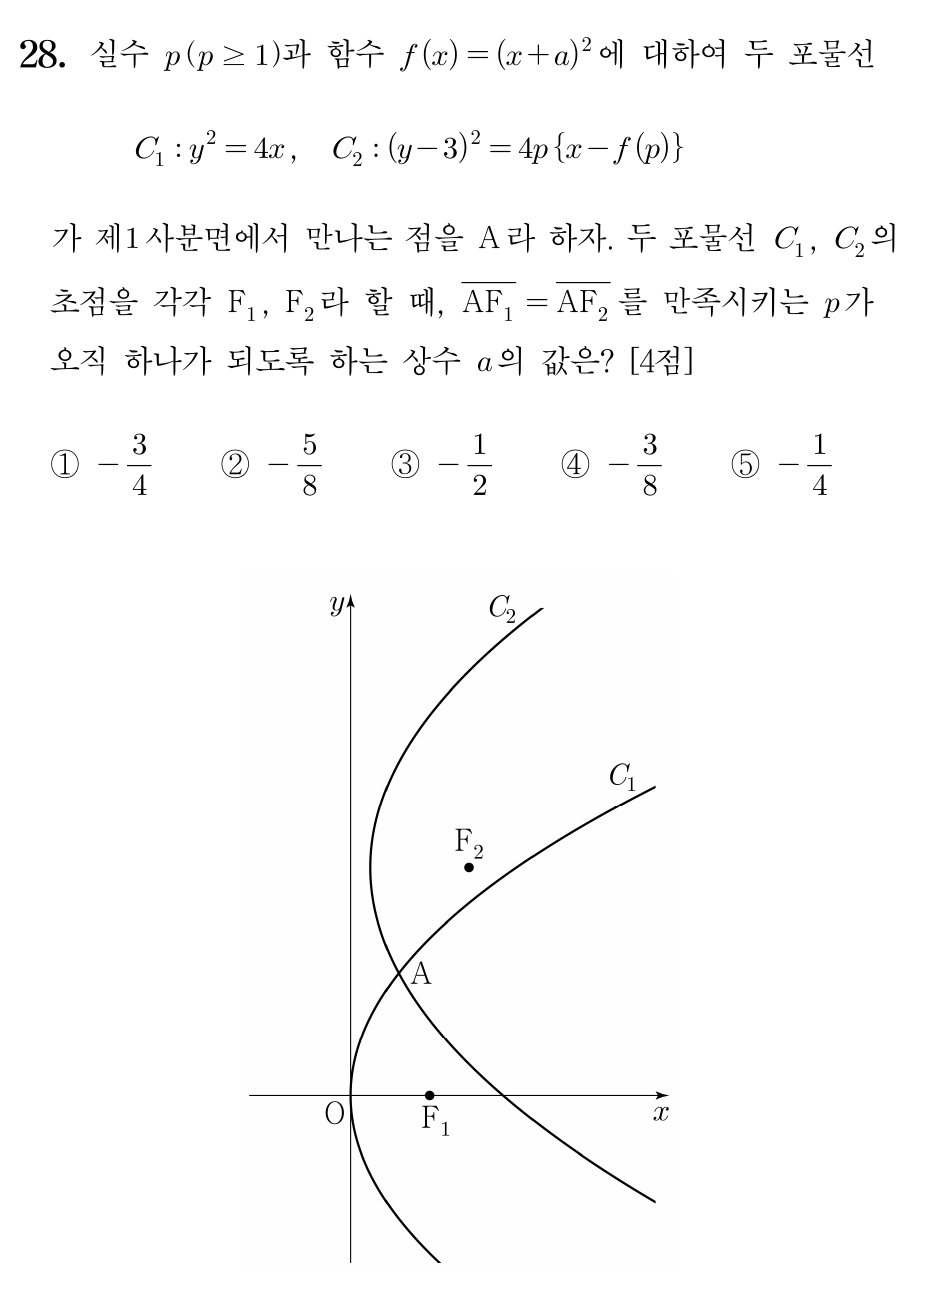 28. 실수 p(p ≥ 1)과 함수 f(x)=(x+a)²에 대하여 두 포물선
C₁ : y² = 4x, C₂ : (y−3)² = 4p{x−f(p)}
가 제1사분면에서 만나는 점을 A라 하자. 두 포물선 C₁, C₂의
초점을 각각 F₁, F₂라 할 때, \overline{AF₁} = \overline{AF₂}를 만족시키는 p가
오직 하나가 되도록 하는 상수 a의 값은? [4점]
① −3/4 ② −5/8 ③ −1/2 ④ −3/8 ⑤ −1/4
y C₂
C₁
F₂
A
O F₁ x